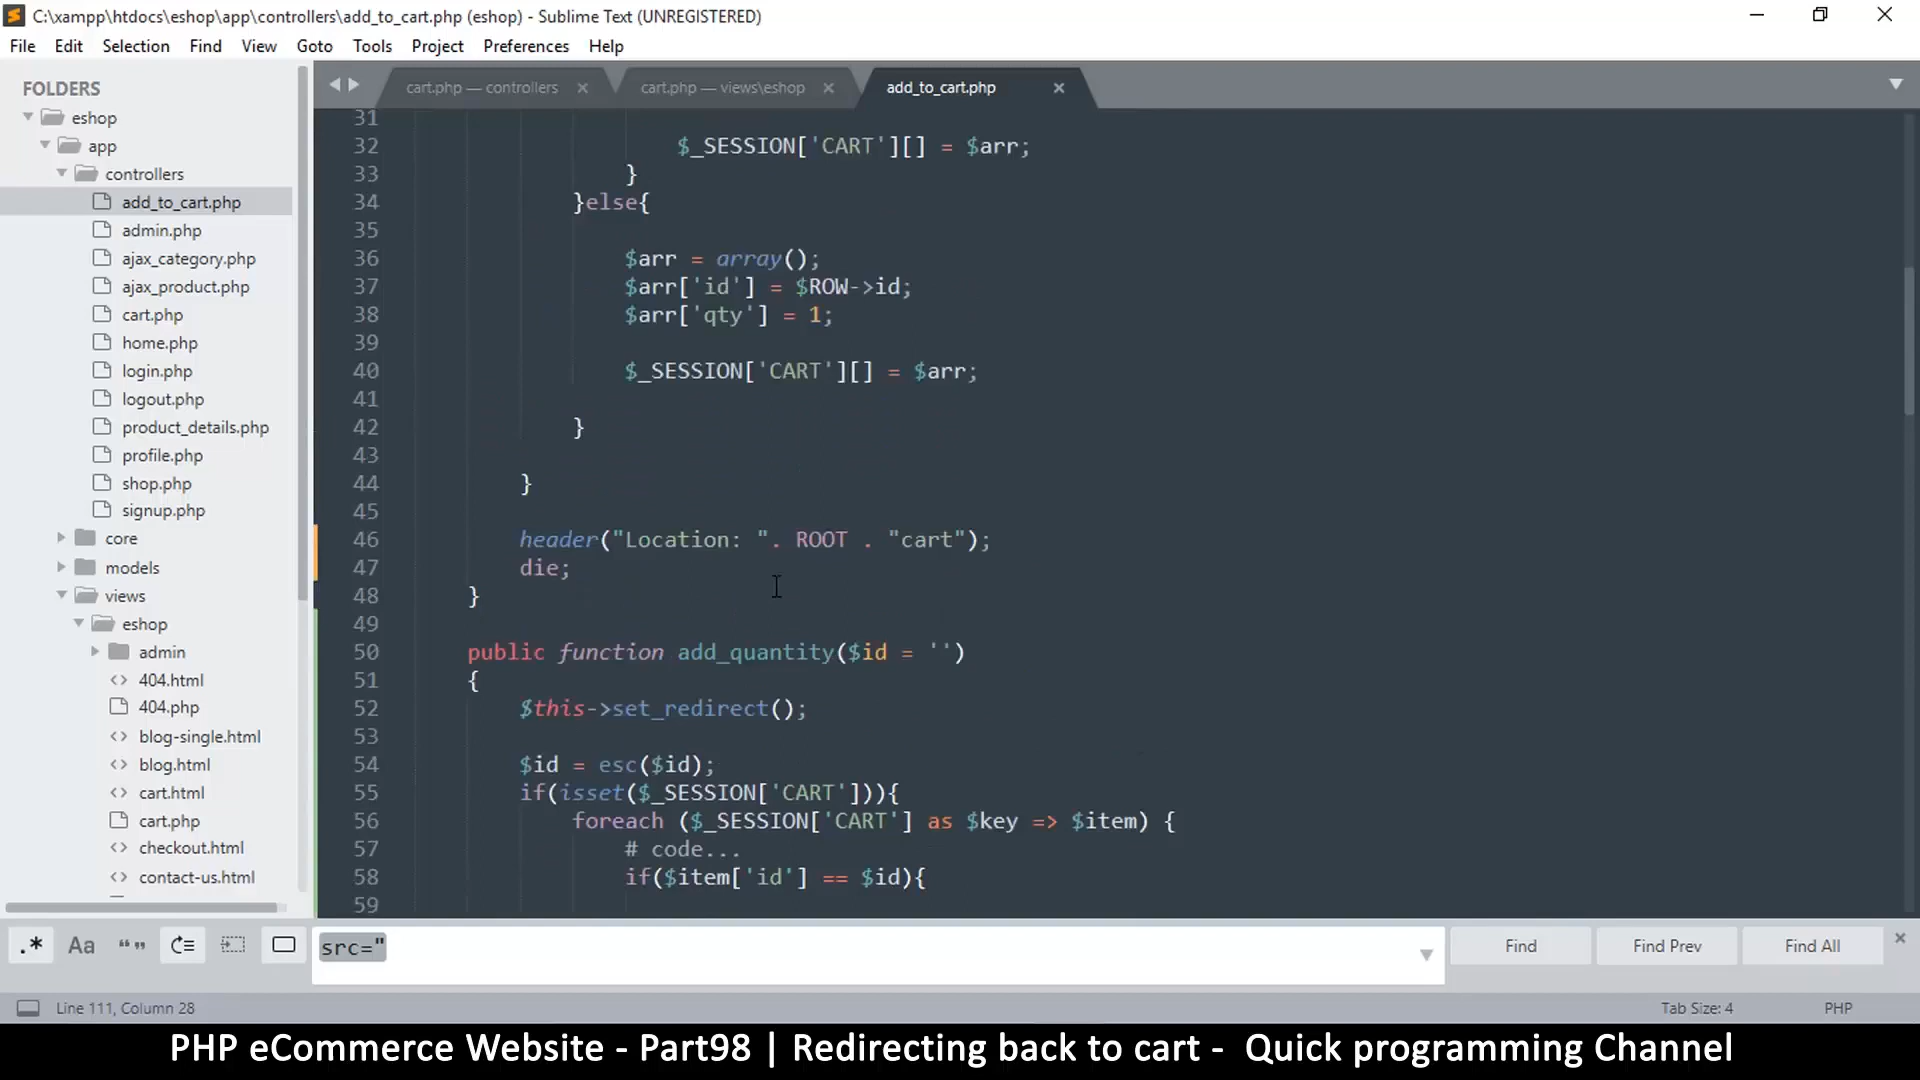 C:\xampp\htdocs\eshop\app\controllers\add_to_cart.php (eshop) - Sublime Text (UNREGISTERED)
File Edit Selection Find View Goto Tools Project Preferences Help
FOLDERS
eshop
app
controllers
add_to_cart.php
admin.php
ajax_category.php
ajax_product.php
cart.php
home.php
login.php
logout.php
product_details.php
profile.php
shop.php
signup.php
core
models
views
eshop
admin
404.html
404.php
blog-single.html
blog.html
cart.html
cart.php
checkout.html
contact-us.html
cart.php — controllers cart.php — views\eshop add_to_cart.php
31
32 $_SESSION['CART'][] = $arr;
33 }
34 }else{
35
36 $arr = array();
37 $arr['id'] = $ROW->id;
38 $arr['qty'] = 1;
39
40 $_SESSION['CART'][] = $arr;
41
42 }
43
44 }
45
46 header("Location: ". ROOT . "cart");
47 die;
48 }
49
50 public function add_quantity($id = '')
51 {
52 $this->set_redirect();
53
54 $id = esc($id);
55 if(isset($_SESSION['CART'])){
56 foreach ($_SESSION['CART'] as $key => $item) {
57 # code...
58 if($item['id'] == $id){
59
.* Aa “” src=" Find Find Prev Find All
Line 111, Column 28 Tab Size: 4 PHP
PHP eCommerce Website - Part98 | Redirecting back to cart - Quick programming Channel